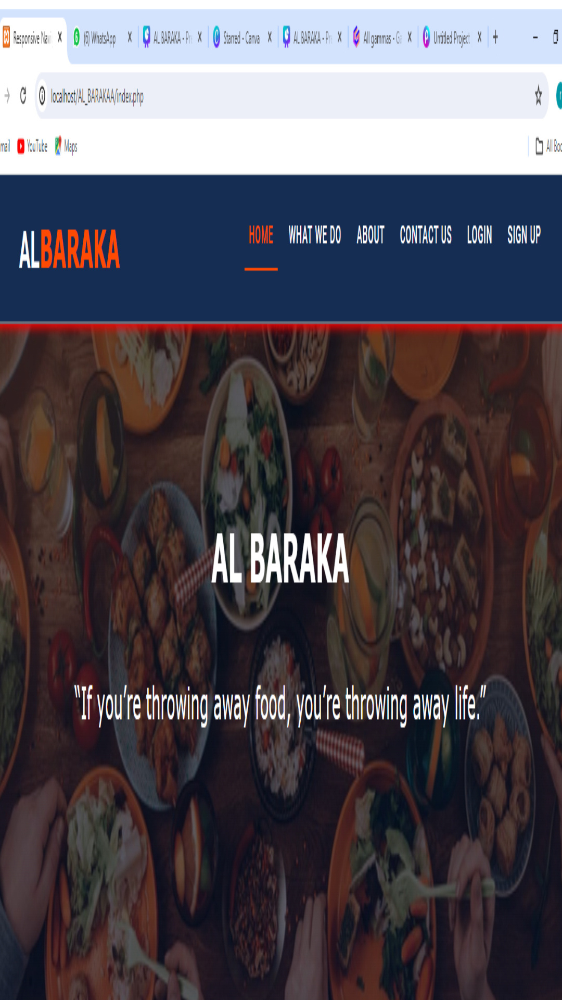 Responsive Navi
(6) WhatsApp
AL BARAKA - Pr
Starred - Canva
AL BARAKA - Pr
All gammas - Ga
Untitled Project
localhost/AL_BARAKAA/index.php
mail
YouTube
Maps
All Boo
ALBARAKA
HOME
WHAT WE DO
ABOUT
CONTACT US
LOGIN
SIGN UP
AL BARAKA
“If you’re throwing away food, you’re throwing away life.”